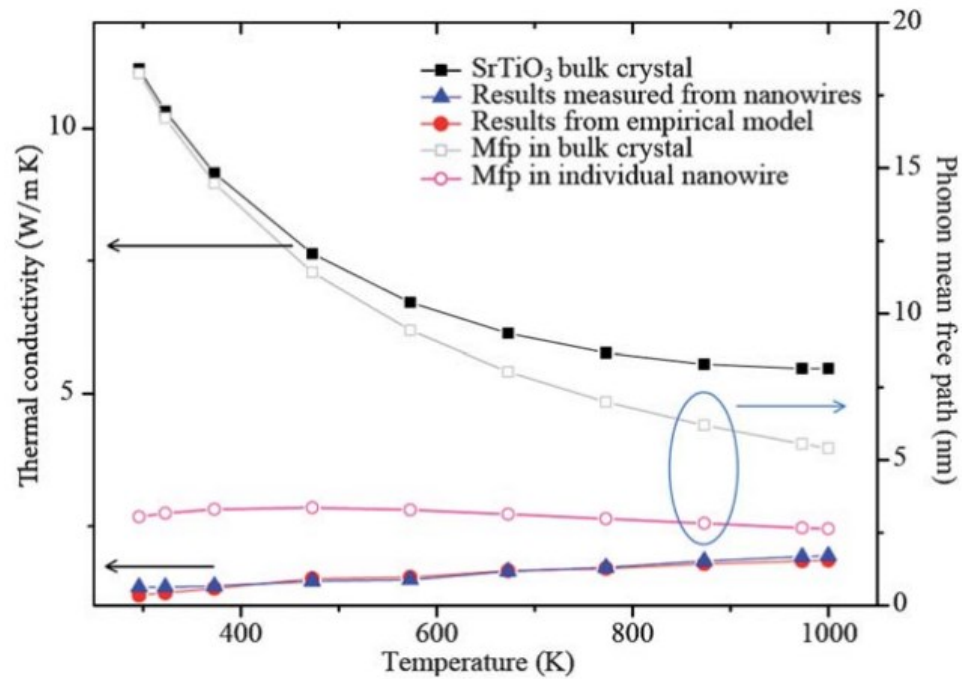 Thermal conductivity (W/m K)
10
5
SrTiO3 bulk crystal
Results measured from nanowires
Results from empirical model
Mfp in bulk crystal
Mfp in individual nanowire
20
15
10
5
0
Phonon mean free path (nm)
400 600 800 1000
Temperature (K)